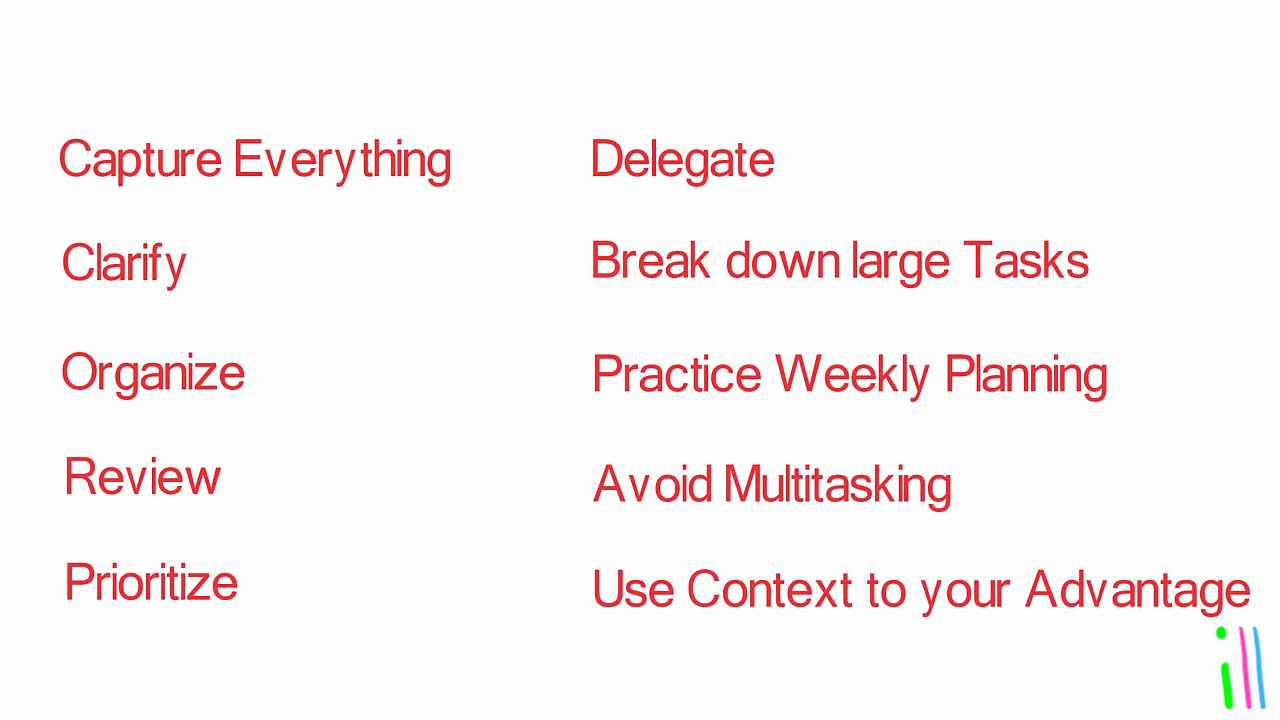 Capture Everything
Clarify
Organize
Review
Prioritize
Delegate
Break down large Tasks
Practice Weekly Planning
Avoid Multitasking
Use Context to your Advantage
ill